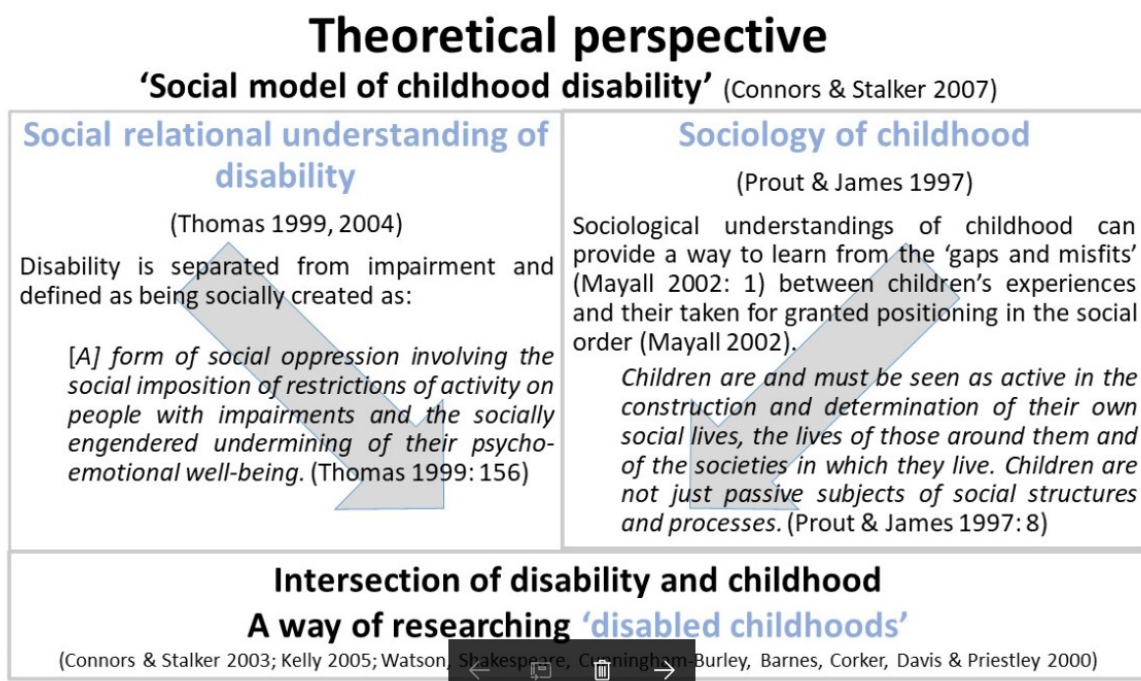 Theoretical perspective
‘Social model of childhood disability’ (Connors & Stalker 2007)
Social relational understanding of
disability
(Thomas 1999, 2004)
Disability is separated from impairment and
defined as being socially created as:
[A] form of social oppression involving the
social imposition of restrictions of activity on
people with impairments and the socially
engendered undermining of their psycho-
emotional well-being. (Thomas 1999: 156)
Sociology of childhood
(Prout & James 1997)
Sociological understandings of childhood can
provide a way to learn from the ‘gaps and misfits’
(Mayall 2002: 1) between children’s experiences
and their taken for granted positioning in the social
order (Mayall 2002).
Children are and must be seen as active in the
construction and determination of their own
social lives, the lives of those around them and
of the societies in which they live. Children are
not just passive subjects of social structures
and processes. (Prout & James 1997: 8)
Intersection of disability and childhood
A way of researching ‘disabled childhoods’
(Connors & Stalker 2003; Kelly 2005; Watson, Shakespeare, Cunningham-Burley, Barnes, Corker, Davis & Priestley 2000)